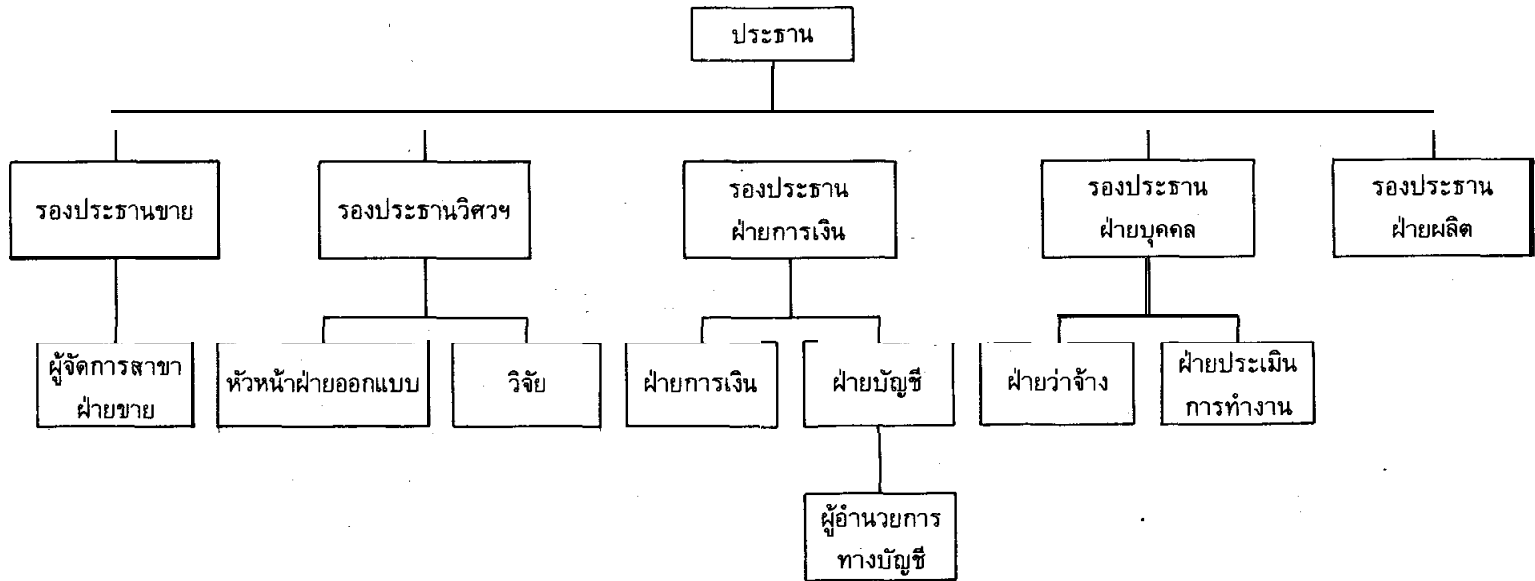 ประธาน
รองประธานขาย
รองประธานวิศวฯ
รองประธาน
ฝ่ายการเงิน
รองประธาน
ฝ่ายบุคคล
รองประธาน
ฝ่ายผลิต
ผู้จัดการสาขา
ฝ่ายขาย
หัวหน้าฝ่ายออกแบบ
วิจัย
ฝ่ายการเงิน
ฝ่ายบัญชี
ฝ่ายว่าจ้าง
ฝ่ายประเมิน
การทำงาน
ผู้อำนวยการ
ทางบัญชี